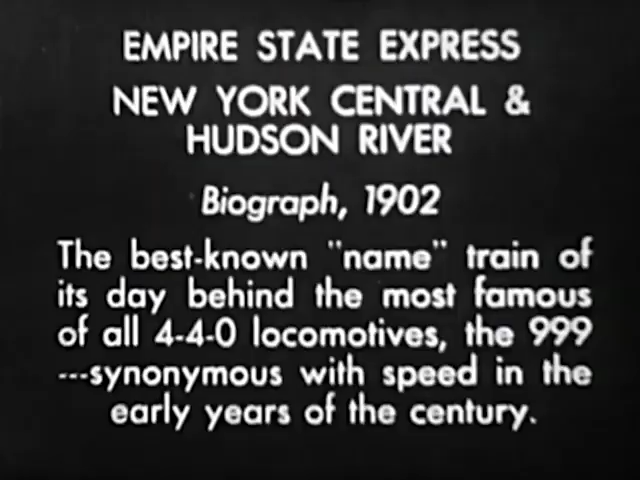 EMPIRE STATE EXPRESS
NEW YORK CENTRAL &
HUDSON RIVER
Biograph, 1902
The best-known "name" train of
its day behind the most famous
of all 4-4-0 locomotives, the 999
---synonymous with speed in the
early years of the century.